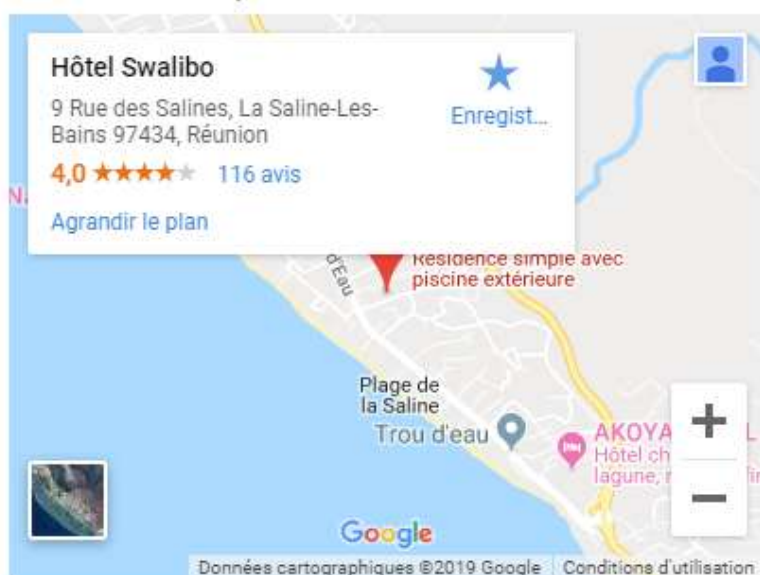 Hôtel Swalibo
9 Rue des Salines, La Saline-Les-
Bains 97434, Réunion
Enregist...
4,0 116 avis
Agrandir le plan
d'Eau
Résidence simple avec
piscine extérieure
Plage de
la Saline
Trou d'eau
AKOYA
Hôtel ch
lagune,
Google
Données cartographiques ©2019 Google Conditions d'utilisation